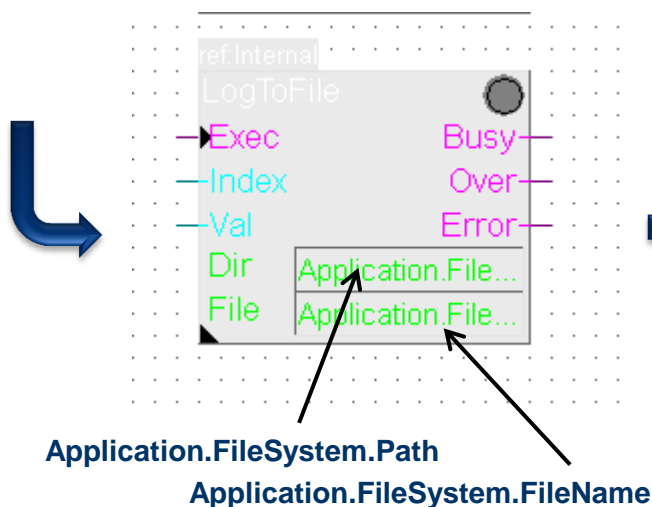 ref:Internal
LogToFile
Exec Busy
Index Over
Val Error
Dir Application.File...
File Application.File...
Application.FileSystem.Path
Application.FileSystem.FileName